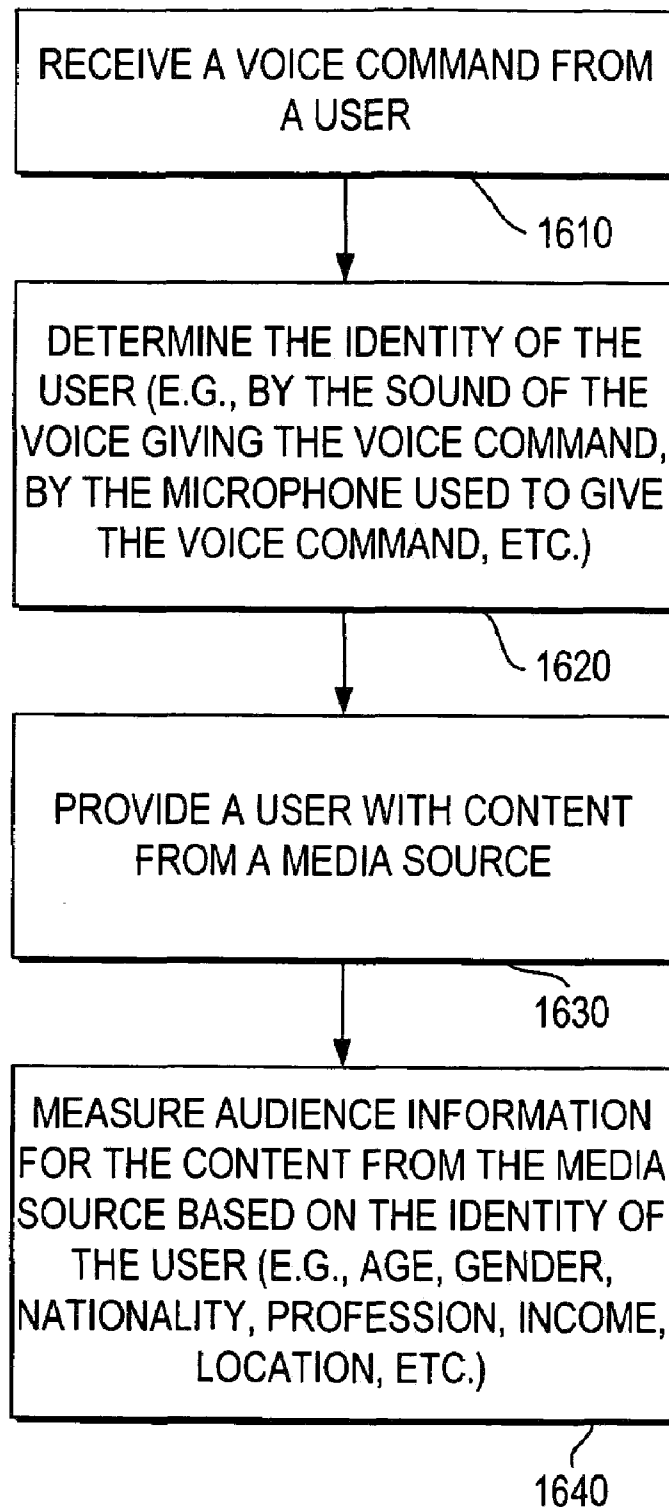 RECEIVE A VOICE COMMAND FROM
A USER
1610
DETERMINE THE IDENTITY OF THE
USER (E.G., BY THE SOUND OF THE
VOICE GIVING THE VOICE COMMAND,
BY THE MICROPHONE USED TO GIVE
THE VOICE COMMAND, ETC.)
1620
PROVIDE A USER WITH CONTENT
FROM A MEDIA SOURCE
1630
MEASURE AUDIENCE INFORMATION
FOR THE CONTENT FROM THE MEDIA
SOURCE BASED ON THE IDENTITY OF
THE USER (E.G., AGE, GENDER,
NATIONALITY, PROFESSION, INCOME,
LOCATION, ETC.)
1640